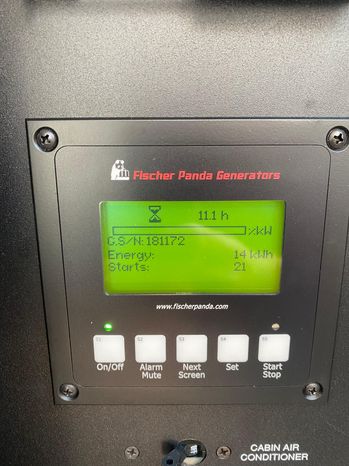 Fischer Panda Generators
11.1 h
xkW
G.S/N:181172
Energy: 14 kWh
Starts: 21
www.fischerpanda.com
On/Off Alarm Mute Next Screen Set Start Stop
CABIN AIR
CONDITIONER